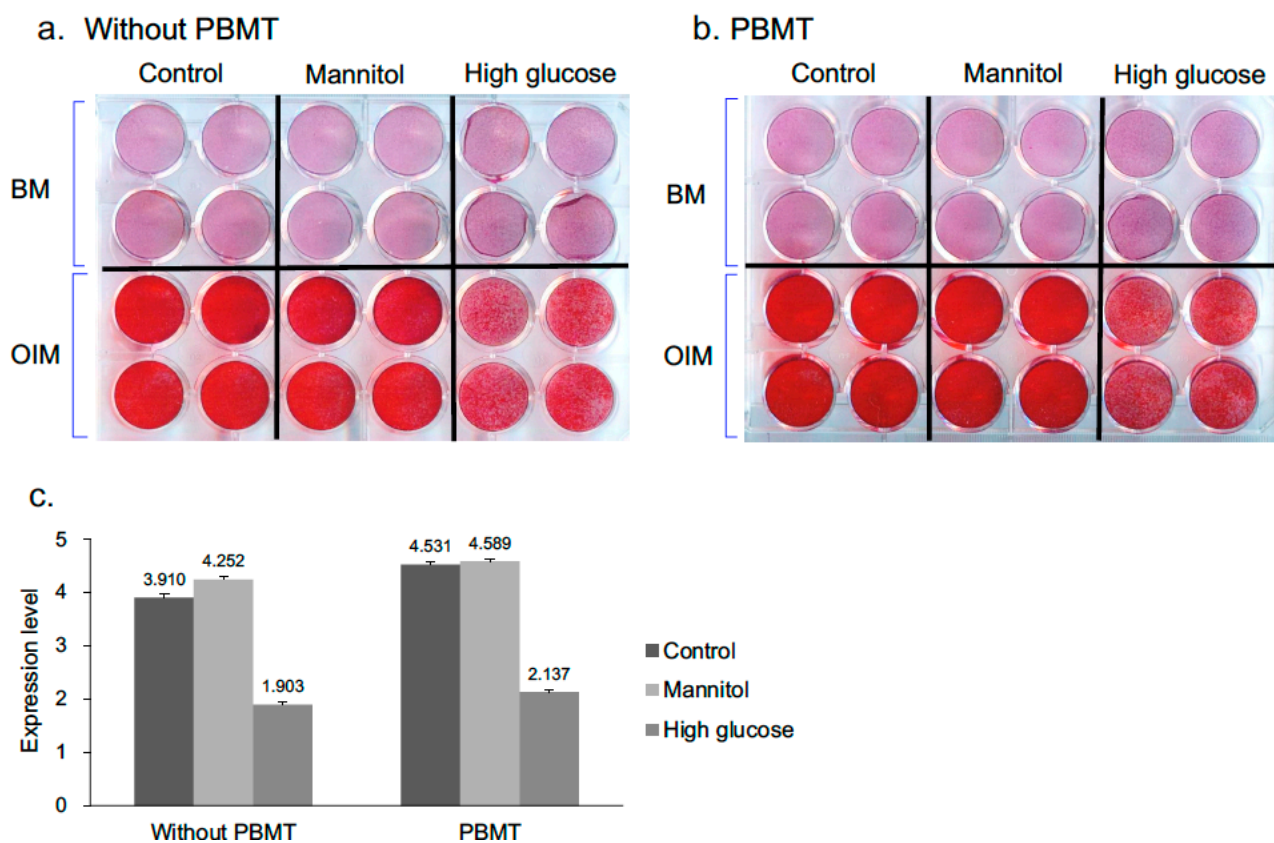 a. Without PBMT
Control Mannitol High glucose
BM
OIM
b. PBMT
Control Mannitol High glucose
BM
OIM
c.
Expression level
5
4
3
2
1
0
3.910
4.252
1.903
4.531
4.589
2.137
Without PBMT
PBMT
Control
Mannitol
High glucose